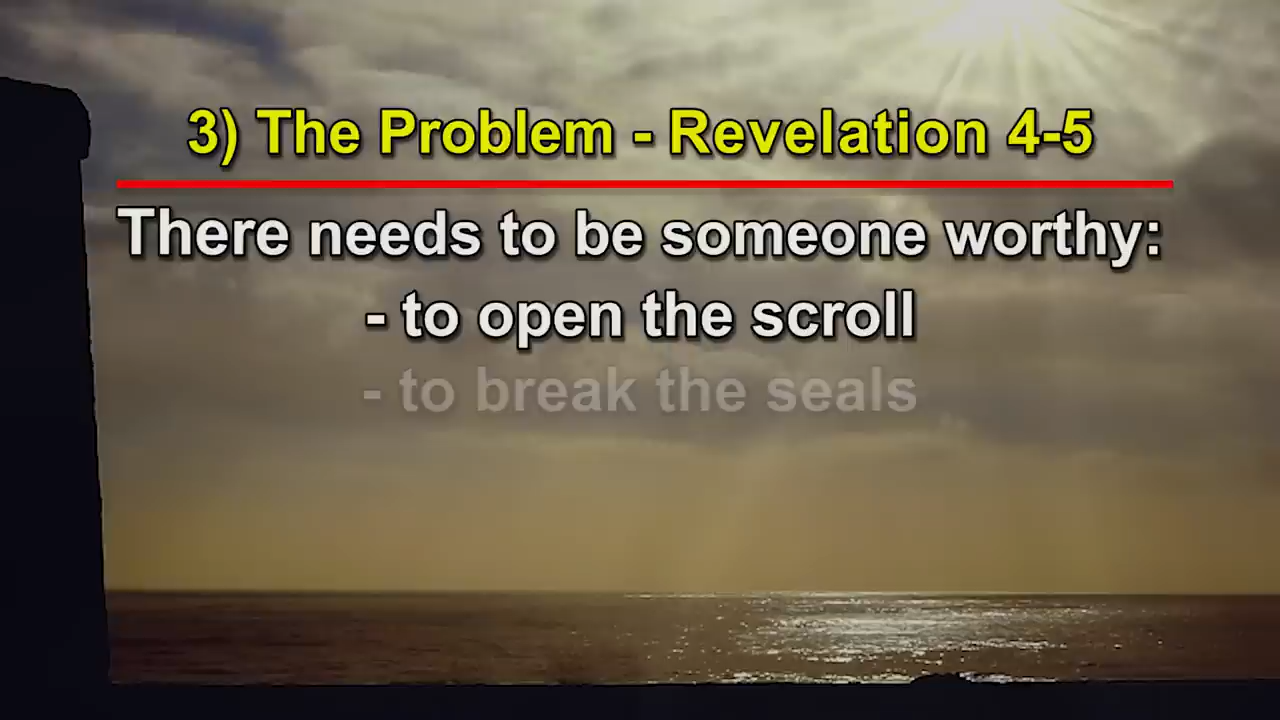 3) The Problem - Revelation 4-5
There needs to be someone worthy:
- to open the scroll
- to break the seals